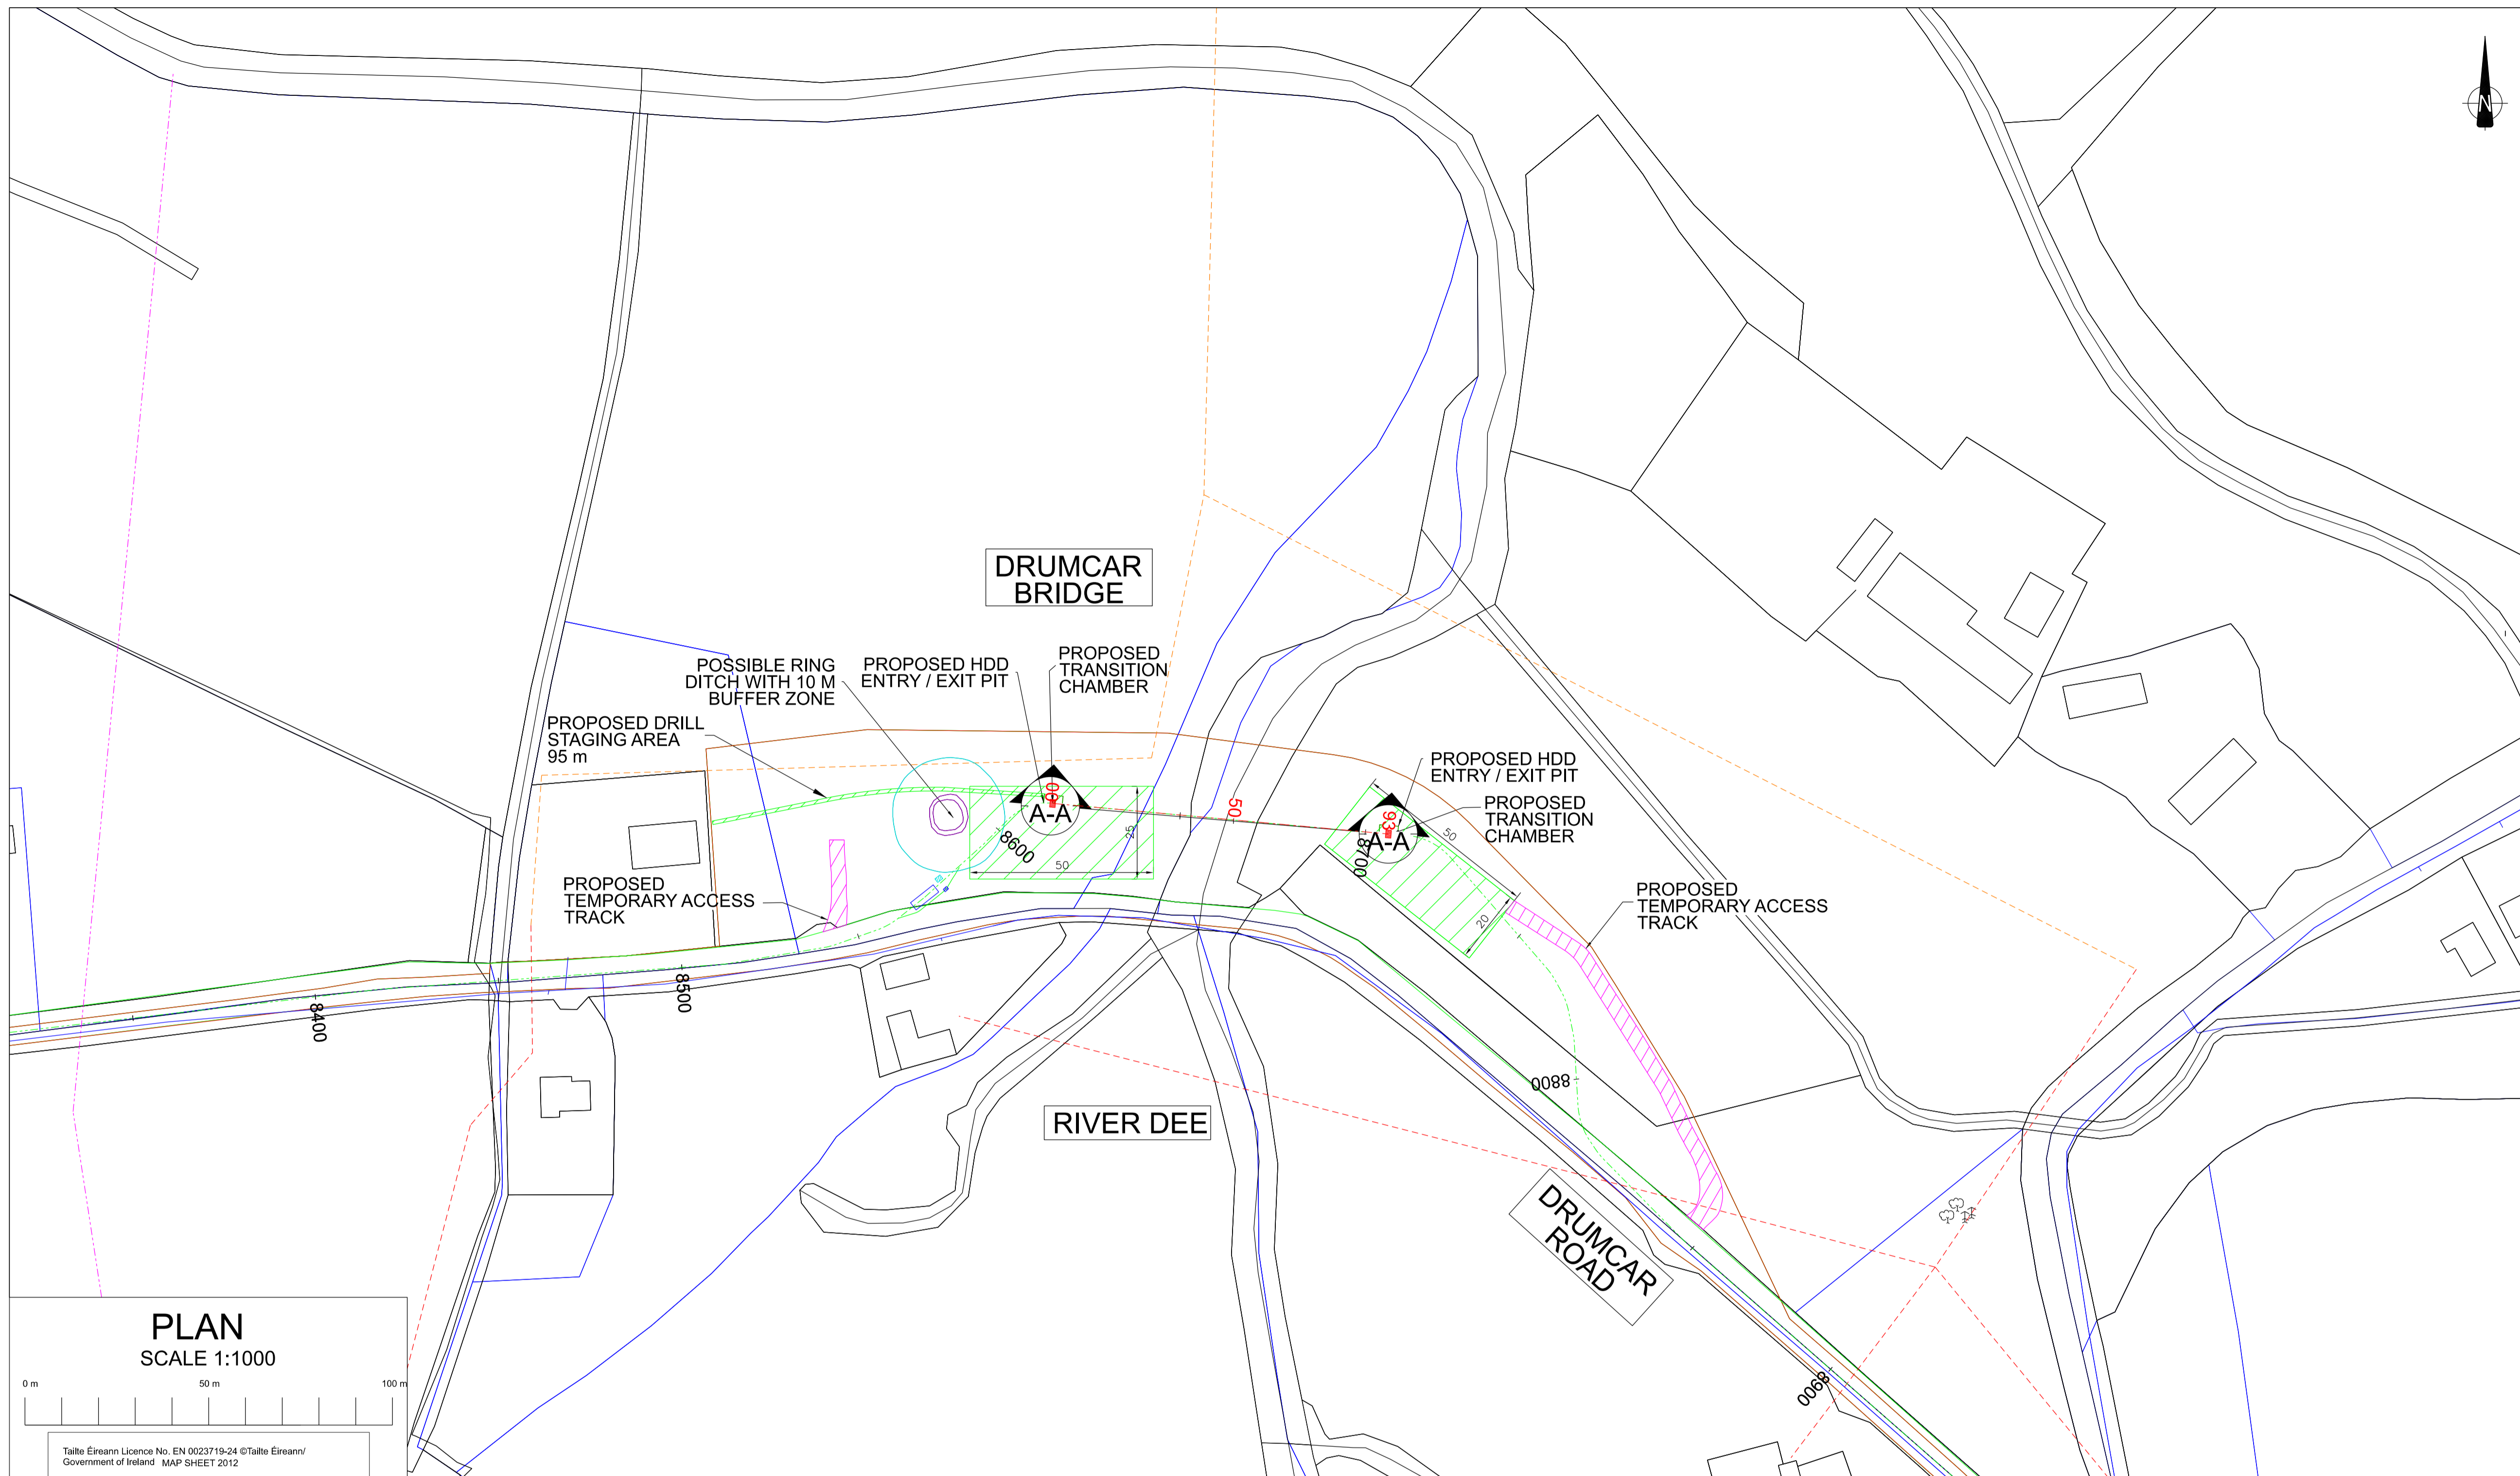 N
DRUMCAR
BRIDGE
POSSIBLE RING
DITCH WITH 10 M
BUFFER ZONE
PROPOSED HDD
ENTRY / EXIT PIT
PROPOSED
TRANSITION
CHAMBER
PROPOSED DRILL
STAGING AREA
95 m
PROPOSED HDD
ENTRY / EXIT PIT
PROPOSED
TRANSITION
CHAMBER
A-A
50
A-A
93
50
25
50
20
8600
8700
PROPOSED
TEMPORARY ACCESS
TRACK
PROPOSED
TEMPORARY ACCESS
TRACK
8400
8500
8800
8900
RIVER DEE
DRUMCAR
ROAD
PLAN
SCALE 1:1000
0 m
50 m
100 m
Tailte Éireann Licence No. EN 0023719-24 ©Tailte Éireann/
Government of Ireland MAP SHEET 2012